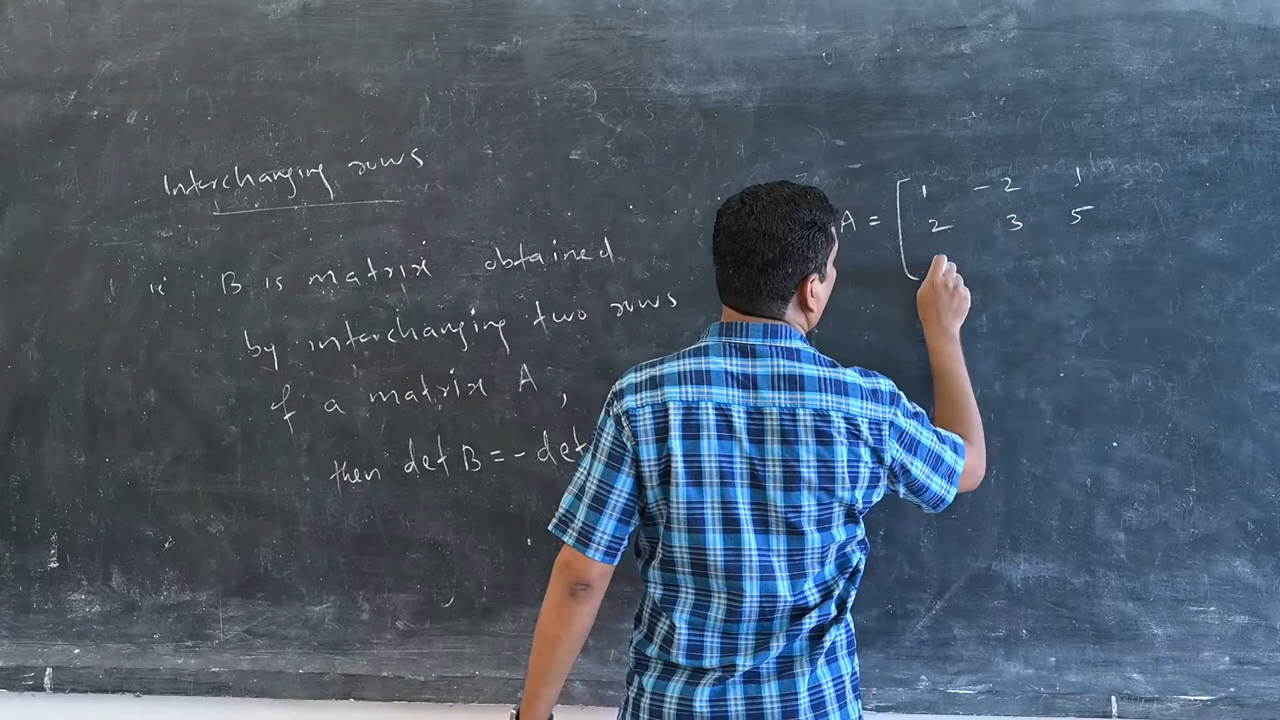 Interchanging rows
B is matrix obtained
by interchanging two rows
of a matrix A,
then det B = - det
A = [ 1 -2 1
2 3 5